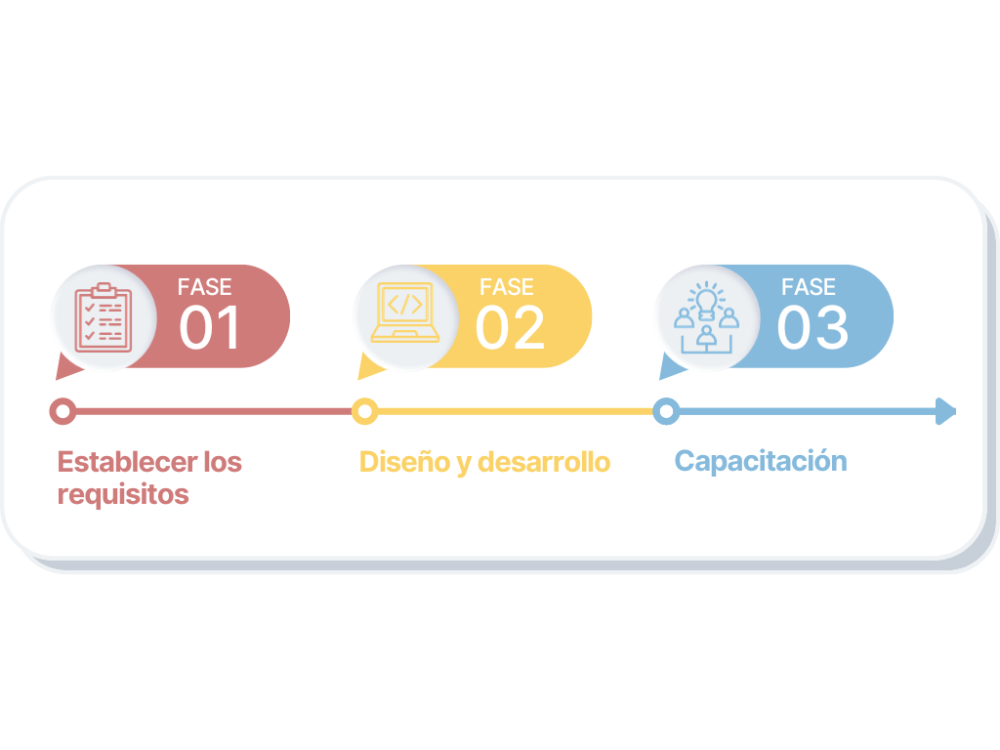 FASE
01
FASE
02
FASE
03
Establecer los
requisitos
Diseño y desarrollo
Capacitación